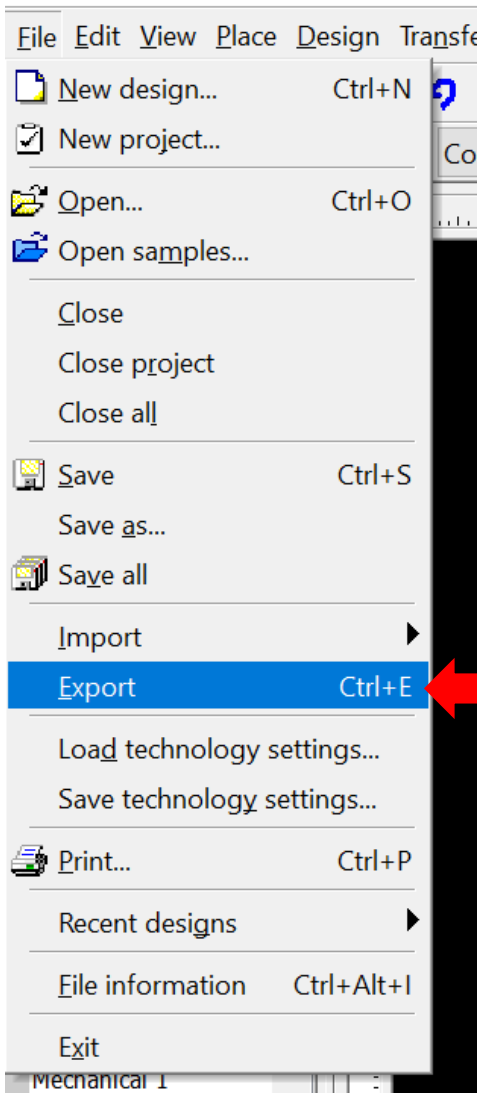 File Edit View Place Design Transfe
New design... Ctrl+N
New project...
Co
Open... Ctrl+O
Open samples...
Close
Close project
Close all
Save Ctrl+S
Save as...
Save all
Import
Export Ctrl+E
Load technology settings...
Save technology settings...
Print... Ctrl+P
Recent designs
File information Ctrl+Alt+I
Exit
Mechanical 1